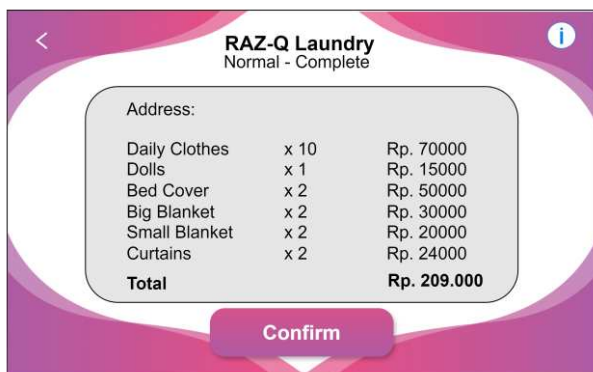 RAZ-Q Laundry
Normal - Complete
Address:
Daily Clothes x 10 Rp. 70000
Dolls x 1 Rp. 15000
Bed Cover x 2 Rp. 50000
Big Blanket x 2 Rp. 30000
Small Blanket x 2 Rp. 20000
Curtains x 2 Rp. 24000
Total Rp. 209.000
Confirm